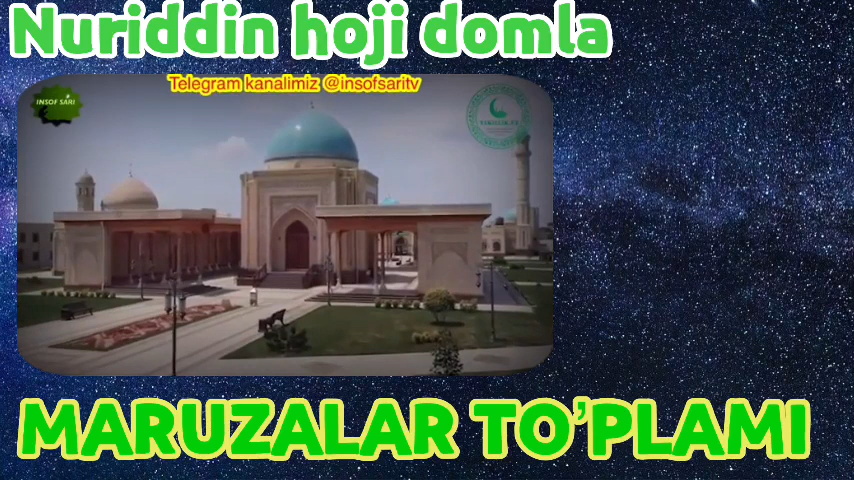 Nuriddin hoji domla
Telegram kanalimiz @insofsaritv
INSOF SARI
MARUZALAR TO’PLAMI